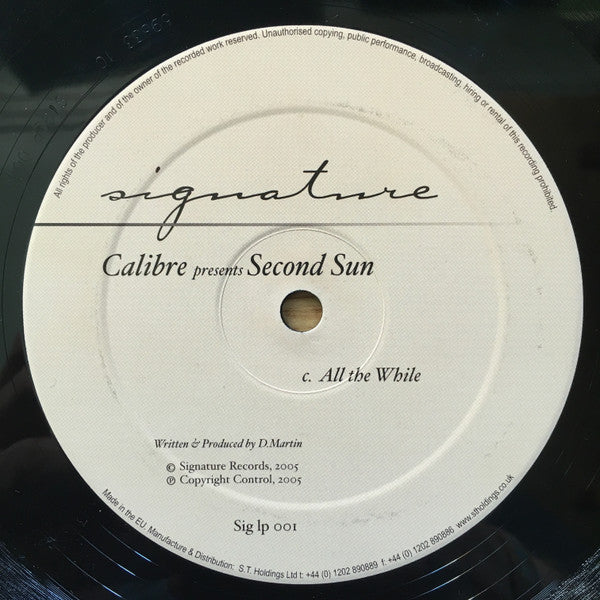 All rights of the producer and of the owner of the recorded work reserved. Unauthorised copying, public performance, broadcasting, hiring or rental of this recording prohibited.
signature
Calibre presents Second Sun
c. All the While
Written & Produced by D.Martin
© Signature Records, 2005
℗ Copyright Control, 2005
Sig lp 001
Made in the EU. Manufacture & Distribution: S.T. Holdings Ltd t: +44 (0) 1202 890889 f: +44 (0) 1202 890886 www.stholdings.co.uk